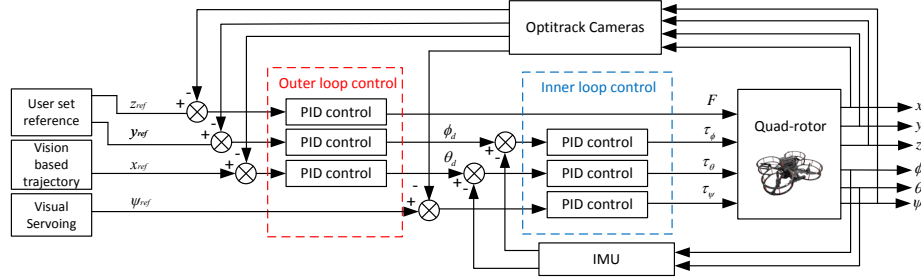 Optitrack Cameras
Outer loop control
Inner loop control
User set
reference
z_ref
y_ref
Vision
based
trajectory
x_ref
Visual
Servoing
ψ_ref
+
-
+
-
+
-
+
-
PID control
PID control
PID control
ϕ_d
θ_d
+
-
+
-
PID control
PID control
PID control
F
τ_ϕ
τ_θ
τ_ψ
Quad-rotor
x
y
z
ϕ
θ
ψ
IMU